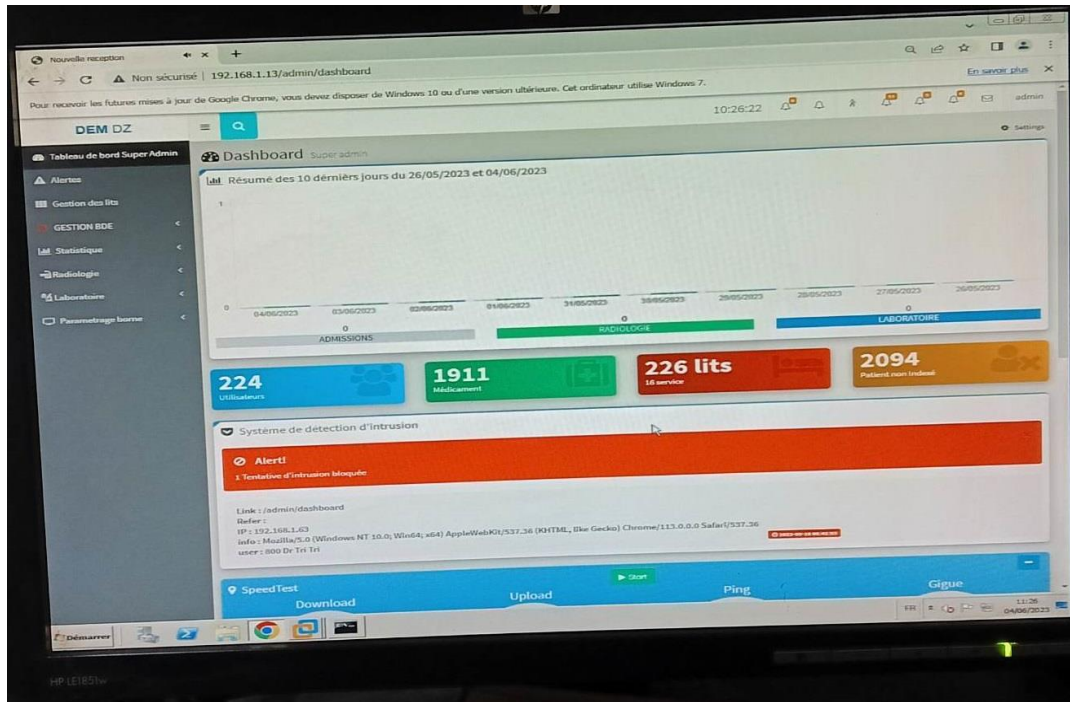 Nouvelle reception
Non sécurisé | 192.168.1.13/admin/dashboard
Pour recevoir les futures mises à jour de Google Chrome, vous devez disposer de Windows 10 ou d'une version ultérieure. Cet ordinateur utilise Windows 7.
En savoir plus
DEM DZ
10:26:22
admin
Tableau de bord Super Admin
Dashboard Super admin
Settings
Alertes
Gestion des lits
GESTION BDE
Statistique
Radiologie
Laboratoire
Parametrage borne
Résumé des 10 dérnièrs jours du 26/05/2023 et 04/06/2023
1
0
04/06/2023 03/06/2023 02/06/2023 01/06/2023 31/05/2023 30/05/2023 29/05/2023 28/05/2023 27/05/2023 26/05/2023
0 0 0
ADMISSIONS RADIOLOGIE LABORATOIRE
224 1911 226 lits 2094
Utilisateurs Médicament 16 service Patient non Indexé
Système de détection d'intrusion
Alert!
1 Tentative d'intrusion bloquée
Link : /admin/dashboard
Refer :
IP : 192.168.1.63
info : Mozilla/5.0 (Windows NT 10.0; Win64; x64) AppleWebKit/537.36 (KHTML, like Gecko) Chrome/113.0.0.0 Safari/537.36
user : 800 Dr Tri Tri
SpeedTest
Start
Download Upload Ping Gigue
Démarrer
FR
11:26
04/06/2023
HP LE1851w